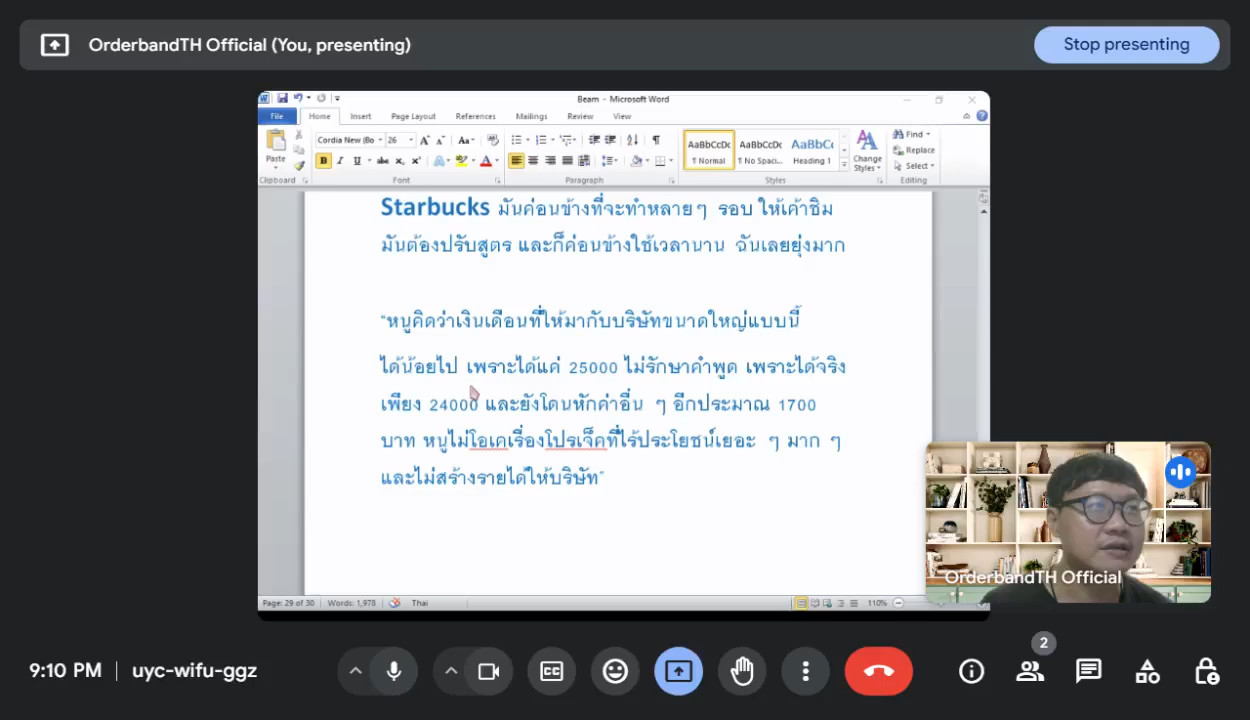 OrderbandTH Official (You, presenting)
Stop presenting
Beam - Microsoft Word
File Home Insert Page Layout References Mailings Review View
Paste
Cordia New (Bo 26
AaBbCcDc AaBbCcDc AaBbCc
¶ Normal ¶ No Spaci... Heading 1
Change Styles
Find
Replace
Select
Clipboard Font Paragraph Styles Editing
Starbucks มันค่อนข้างที่จะทำหลายๆ รอบ ให้เค้าชิม
มันต้องปรับสูตร และก็ค่อนข้างใช้เวลานาน ฉันเลยยุ่งมาก
"หนูคิดว่าเงินเดือนที่ให้มากับบริษัทขนาดใหญ่แบบนี้
ได้น้อยไป เพราะได้แค่ 25000 ไม่รักษาคำพูด เพราะได้จริง
เพียง 24000 และยังโดนหักค่าอื่น ๆ อีกประมาณ 1700
บาท หนูไม่โอเคเรื่องโปรเจ็คที่ไร้ประโยชน์เยอะ ๆ มาก ๆ
และไม่สร้างรายได้ให้บริษัท"
Page: 29 of 30 Words: 1,978 Thai 110%
OrderbandTH Official
9:10 PM uyc-wifu-ggz
2